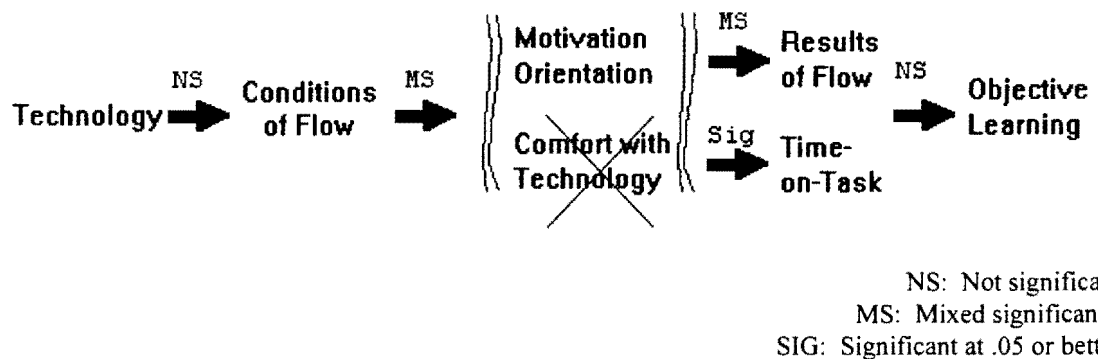 Technology
NS
Conditions
of Flow
MS
Motivation
Orientation
Comfort with
Technology
MS
Results
of Flow
Sig
Time-
on-Task
NS
Objective
Learning
NS: Not significa
MS: Mixed significan
SIG: Significant at .05 or bett